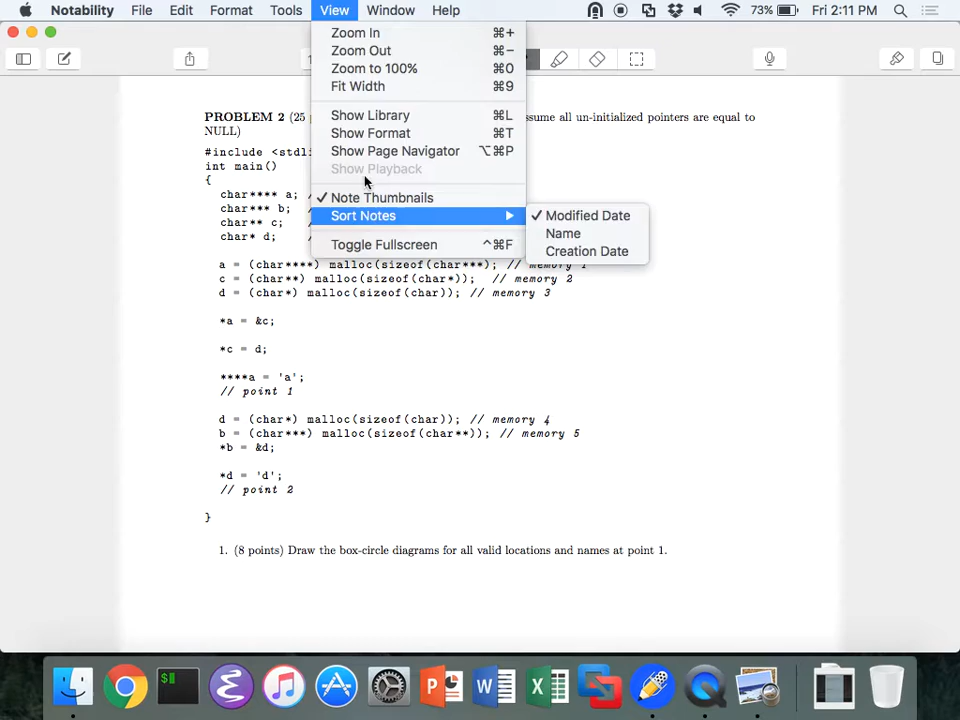 Notability File Edit Format Tools View Window Help 73% Fri 2:11 PM
Zoom In ⌘+
Zoom Out ⌘−
Zoom to 100% ⌘0
Fit Width ⌘9
Show Library ⌘L
Show Format ⌘T
Show Page Navigator ⌥⌘P
Show Playback
✓ Note Thumbnails
Sort Notes ▶
Toggle Fullscreen ^⌘F
✓ Modified Date
Name
Creation Date
PROBLEM 2 (25 ssume all un-initialized pointers are equal to
NULL)
#include <stdli
int main()
{
char**** a; /
char*** b;
char** c; /
char* d; /
a = (char****) malloc(sizeof(char***); // memory 1
c = (char**) malloc(sizeof(char*)); // memory 2
d = (char*) malloc(sizeof(char)); // memory 3
*a = &c;
*c = d;
****a = 'a';
// point 1
d = (char*) malloc(sizeof(char)); // memory 4
b = (char***) malloc(sizeof(char**)); // memory 5
*b = &d;
*d = 'd';
// point 2
}
1. (8 points) Draw the box-circle diagrams for all valid locations and names at point 1.